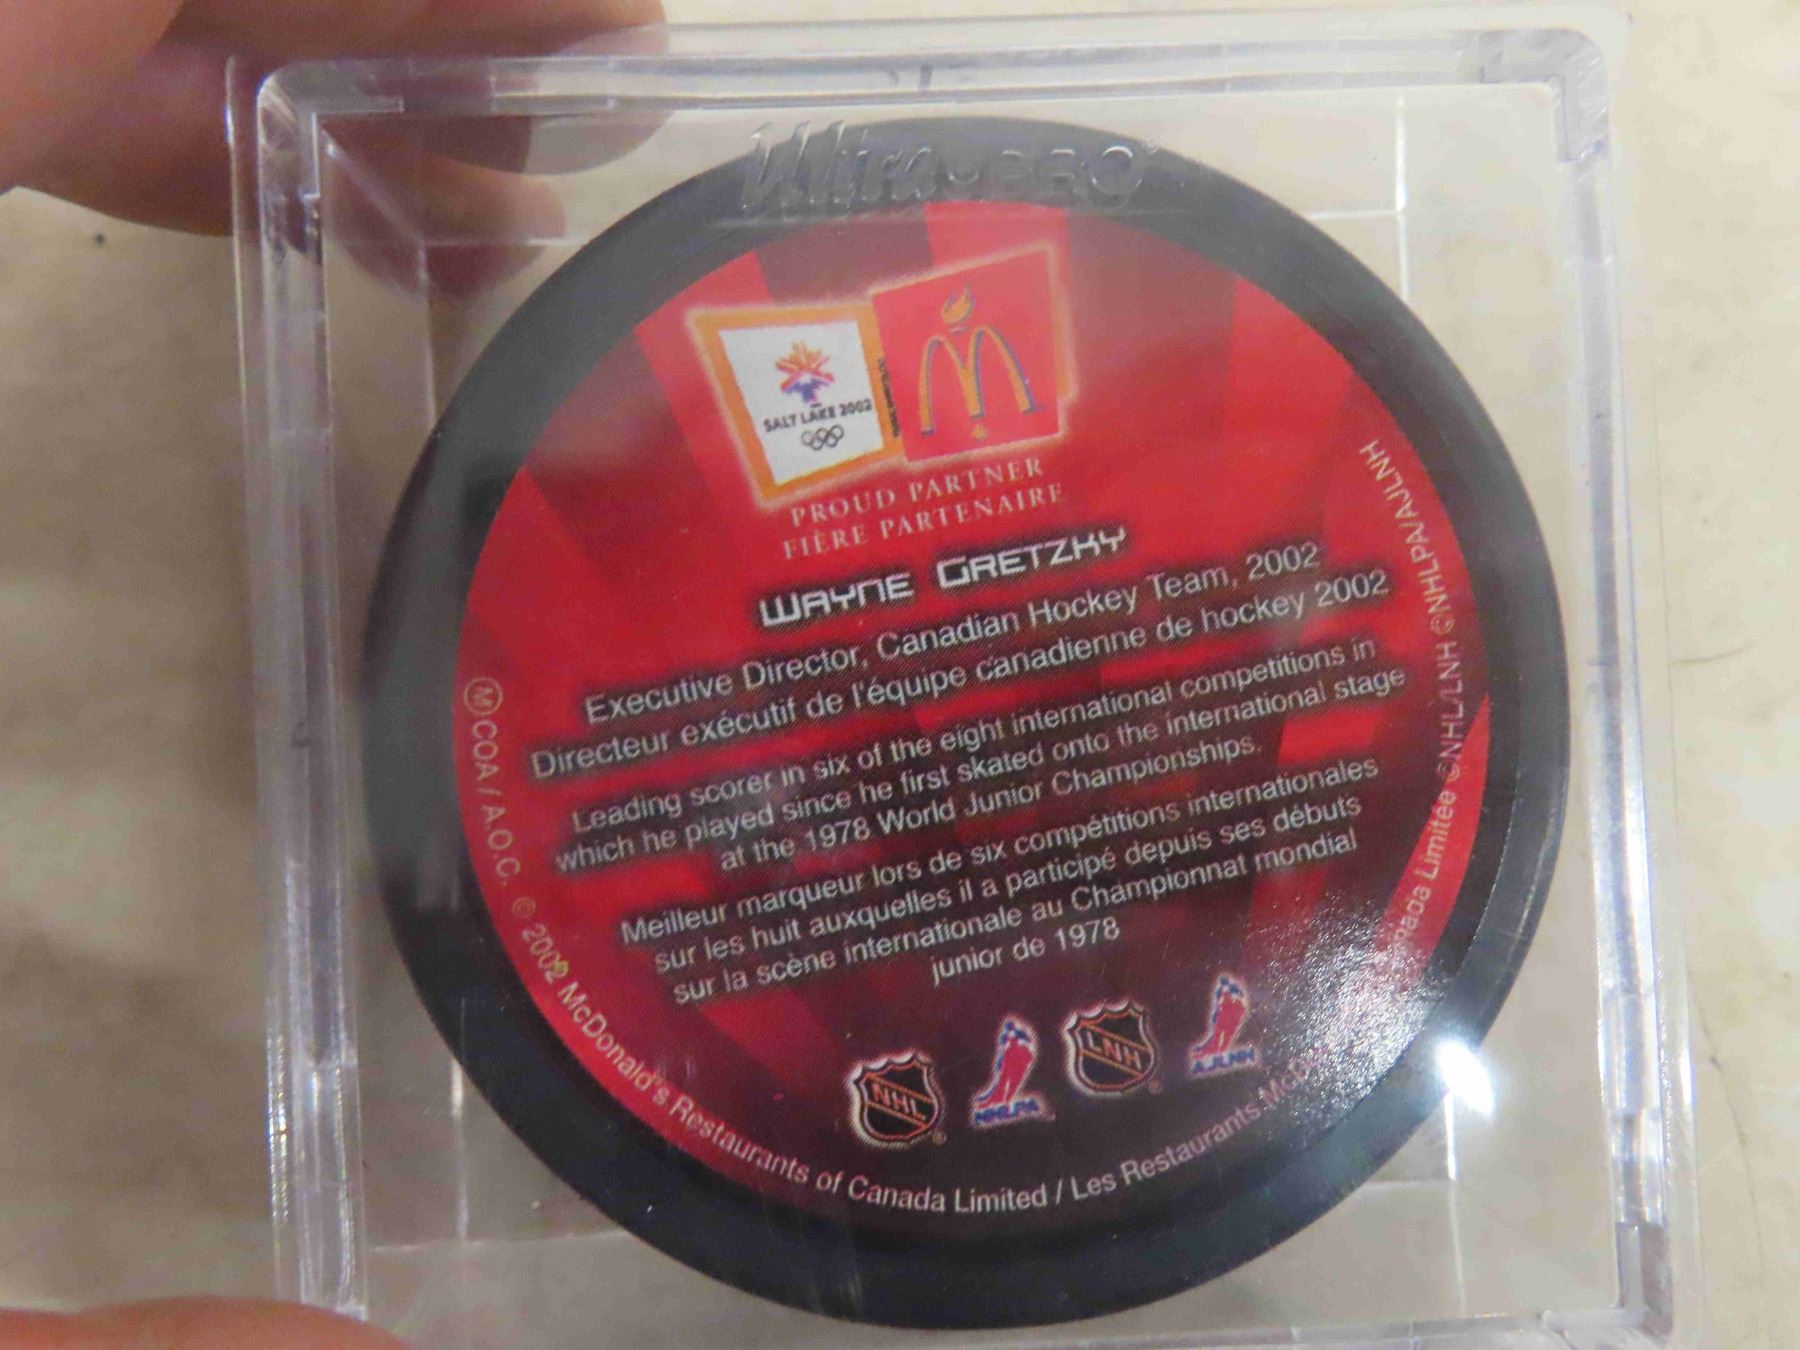 Ultra PRO
SALT LAKE 2002
PROUD PARTNER
FIÈRE PARTENAIRE
WAYNE GRETZKY
Executive Director, Canadian Hockey Team, 2002
Directeur exécutif de l'équipe canadienne de hockey 2002
Leading scorer in six of the eight international competitions in
which he played since he first skated onto the international stage
at the 1978 World Junior Championships.
Meilleur marqueur lors de six compétitions internationales
sur les huit auxquelles il a participé depuis ses débuts
sur la scène internationale au Championnat mondial
junior de 1978
NHL
NHLPA
LNH
AJLNH
Ⓜ COA / A.O.C. © 2002 McDonald's Restaurants of Canada Limited / Les Restaurants Limitée ©NHL/LNH ©NHLPA/AJLNH